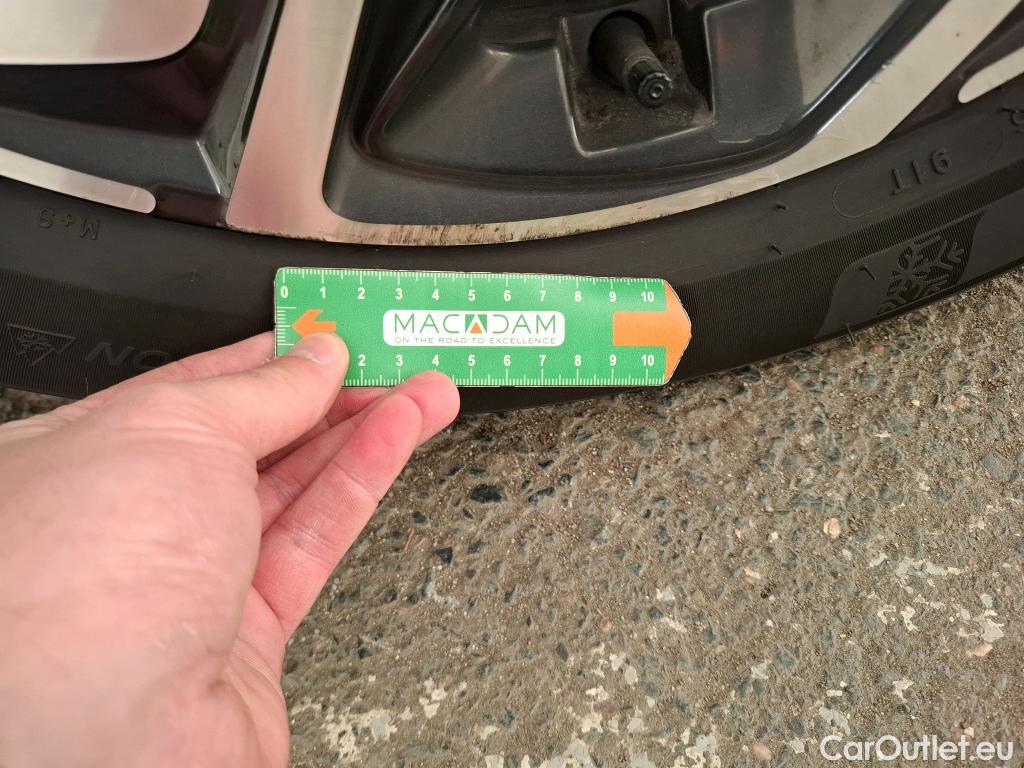 91T
M+S
0 1 2 3 4 5 6 7 8 9 10
MACADAM
ON THE ROAD TO EXCELLENCE
2 3 4 5 6 7 8 9 10
CarOutlet.eu